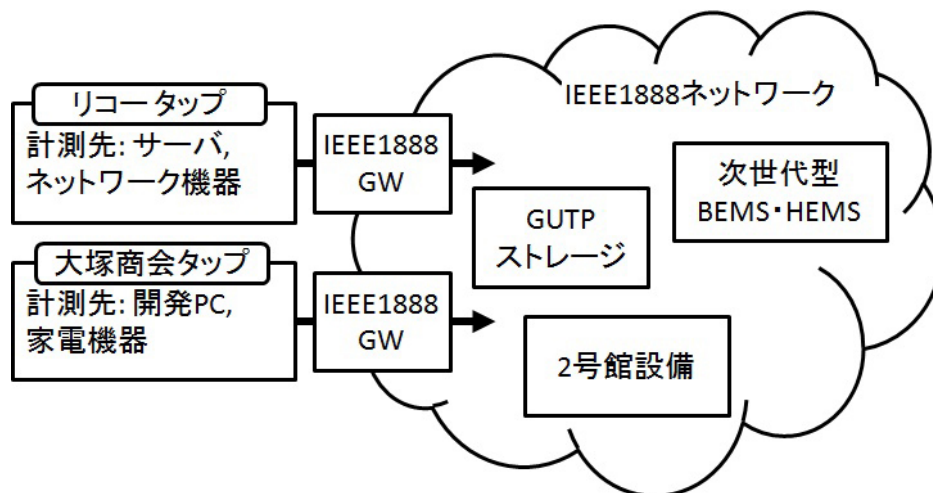 リコータップ
計測先: サーバ,
ネットワーク機器
IEEE1888
GW
大塚商会タップ
計測先: 開発PC,
家電機器
IEEE1888
GW
IEEE1888ネットワーク
GUTP
ストレージ
次世代型
BEMS・HEMS
2号館設備